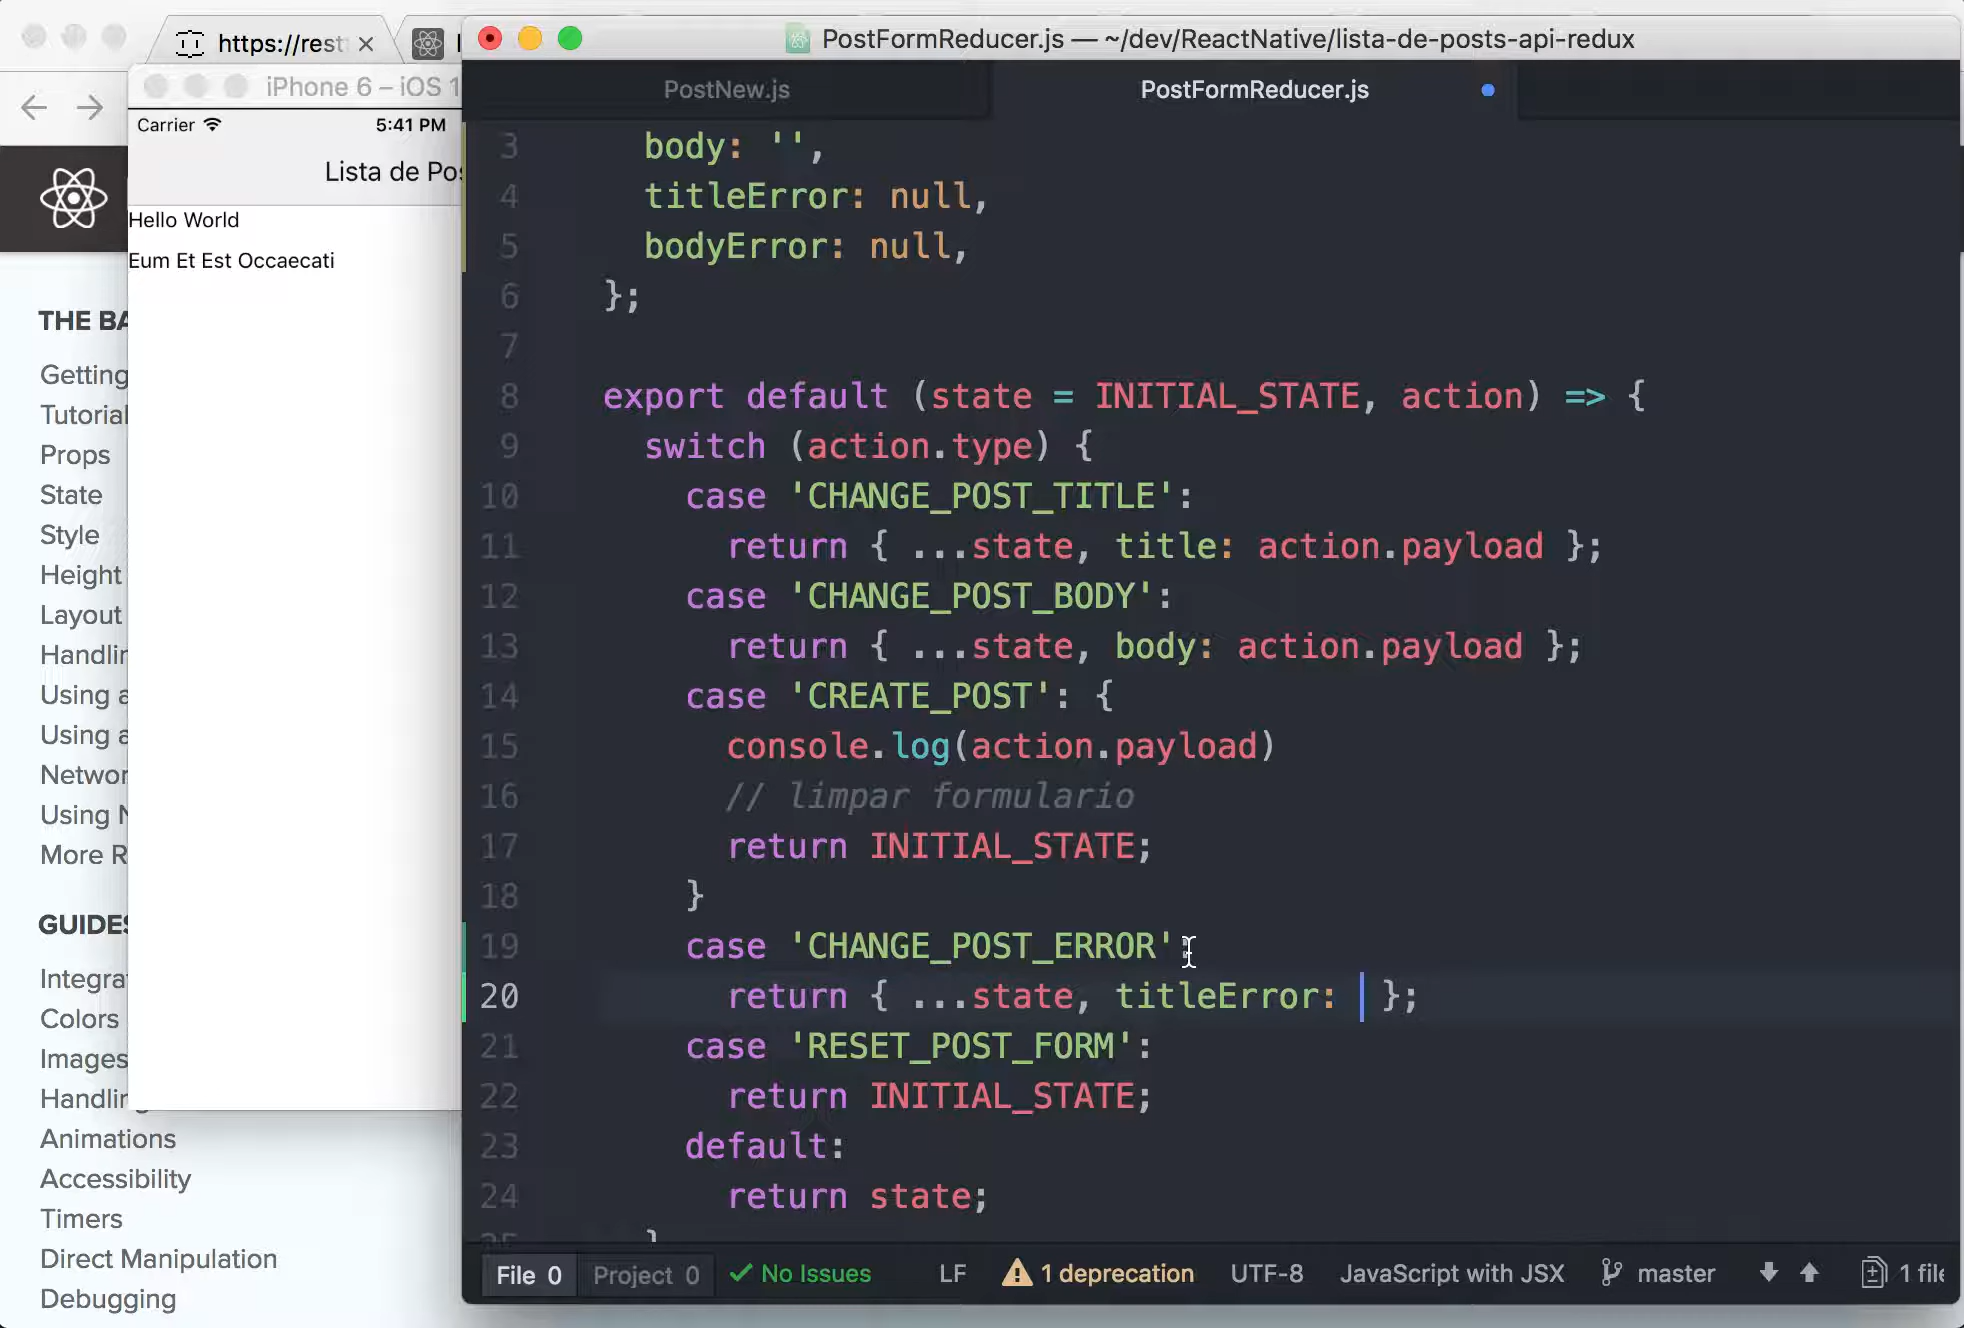 https://rest
PostFormReducer.js — ~/dev/ReactNative/lista-de-posts-api-redux
iPhone 6 – iOS 1
PostNew.js
PostFormReducer.js
Carrier
5:41 PM
Lista de Pos
Hello World
Eum Et Est Occaecati
THE BA
Getting
Tutorial
Props
State
Style
Height
Layout
Handlin
Using a
Using a
Networ
Using N
More R
GUIDES
Integra
Colors
Images
Handling
Animations
Accessibility
Timers
Direct Manipulation
Debugging
3 body: '',
4 titleError: null,
5 bodyError: null,
6 };
7
8 export default (state = INITIAL_STATE, action) => {
9 switch (action.type) {
10 case 'CHANGE_POST_TITLE':
11 return { ...state, title: action.payload };
12 case 'CHANGE_POST_BODY':
13 return { ...state, body: action.payload };
14 case 'CREATE_POST': {
15 console.log(action.payload)
16 // limpar formulario
17 return INITIAL_STATE;
18 }
19 case 'CHANGE_POST_ERROR'
20 return { ...state, titleError: };
21 case 'RESET_POST_FORM':
22 return INITIAL_STATE;
23 default:
24 return state;
25 }
File 0 Project 0 No Issues LF 1 deprecation UTF-8 JavaScript with JSX master 1 file